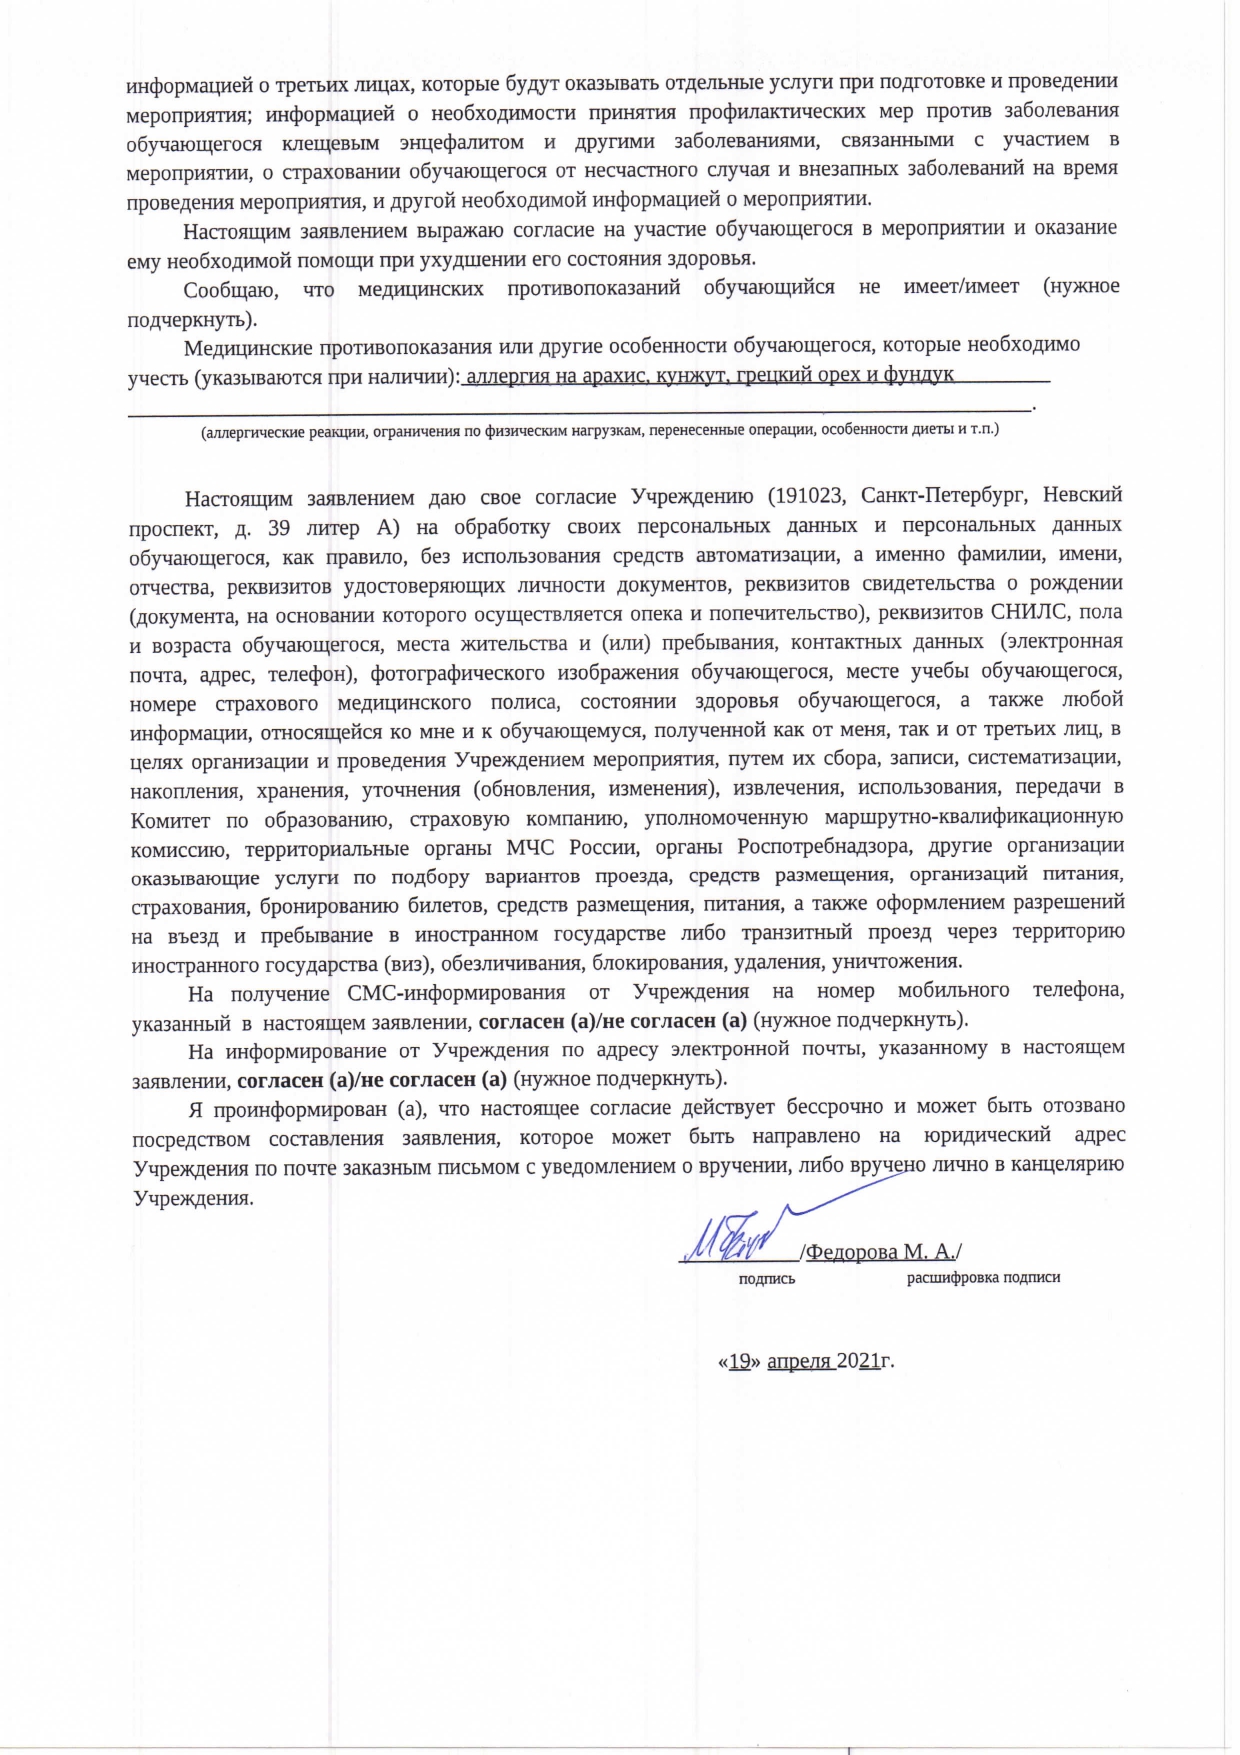 информацией о третьих лицах, которые будут оказывать отдельные услуги при подготовке и проведении
мероприятия; информацией о необходимости принятия профилактических мер против заболевания
обучающегося клещевым энцефалитом и другими заболеваниями, связанными с участием в
мероприятии, о страховании обучающегося от несчастного случая и внезапных заболеваний на время
проведения мероприятия, и другой необходимой информацией о мероприятии.
Настоящим заявлением выражаю согласие на участие обучающегося в мероприятии и оказание
ему необходимой помощи при ухудшении его состояния здоровья.
Сообщаю, что медицинских противопоказаний обучающийся не имеет/имеет (нужное
подчеркнуть).
Медицинские противопоказания или другие особенности обучающегося, которые необходимо
учесть (указываются при наличии): аллергия на арахис, кунжут, грецкий орех и фундук
.
(аллергические реакции, ограничения по физическим нагрузкам, перенесенные операции, особенности диеты и т.п.)
Настоящим заявлением даю свое согласие Учреждению (191023, Санкт-Петербург, Невский
проспект, д. 39 литер А) на обработку своих персональных данных и персональных данных
обучающегося, как правило, без использования средств автоматизации, а именно фамилии, имени,
отчества, реквизитов удостоверяющих личности документов, реквизитов свидетельства о рождении
(документа, на основании которого осуществляется опека и попечительство), реквизитов СНИЛС, пола
и возраста обучающегося, места жительства и (или) пребывания, контактных данных (электронная
почта, адрес, телефон), фотографического изображения обучающегося, месте учебы обучающегося,
номере страхового медицинского полиса, состоянии здоровья обучающегося, а также любой
информации, относящейся ко мне и к обучающемуся, полученной как от меня, так и от третьих лиц, в
целях организации и проведения Учреждением мероприятия, путем их сбора, записи, систематизации,
накопления, хранения, уточнения (обновления, изменения), извлечения, использования, передачи в
Комитет по образованию, страховую компанию, уполномоченную маршрутно-квалификационную
комиссию, территориальные органы МЧС России, органы Роспотребнадзора, другие организации
оказывающие услуги по подбору вариантов проезда, средств размещения, организаций питания,
страхования, бронированию билетов, средств размещения, питания, а также оформлением разрешений
на въезд и пребывание в иностранном государстве либо транзитный проезд через территорию
иностранного государства (виз), обезличивания, блокирования, удаления, уничтожения.
На получение СМС-информирования от Учреждения на номер мобильного телефона,
указанный в настоящем заявлении, согласен (а)/не согласен (а) (нужное подчеркнуть).
На информирование от Учреждения по адресу электронной почты, указанному в настоящем
заявлении, согласен (а)/не согласен (а) (нужное подчеркнуть).
Я проинформирован (а), что настоящее согласие действует бессрочно и может быть отозвано
посредством составления заявления, которое может быть направлено на юридический адрес
Учреждения по почте заказным письмом с уведомлением о вручении, либо вручено лично в канцелярию
Учреждения.
/Федорова М. А./
подпись расшифровка подписи
«19» апреля 2021г.